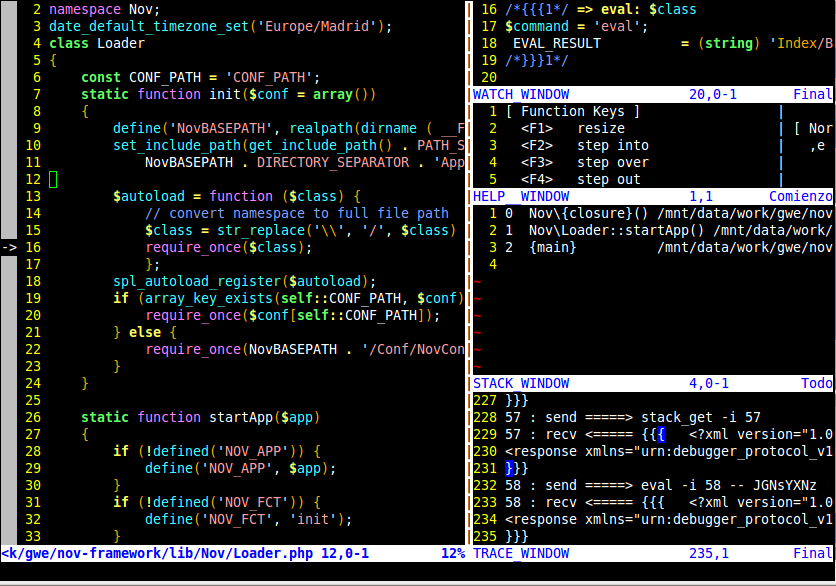 2 namespace Nov;
3 date_default_timezone_set('Europe/Madrid');
4 class Loader
5 {
6     const CONF_PATH = 'CONF_PATH';
7     static function init($conf = array())
8     {
9         define('NovBASEPATH', realpath(dirname ( __F
10         set_include_path(get_include_path() . PATH_S
11             NovBASEPATH . DIRECTORY_SEPARATOR . 'App
12
13         $autoload = function ($class) {
14             // convert namespace to full file path
15             $class = str_replace('\\', '/', $class)
-> 16             require_once($class);
17             };
18         spl_autoload_register($autoload);
19         if (array_key_exists(self::CONF_PATH, $conf)
20             require_once($conf[self::CONF_PATH]);
21         } else {
22             require_once(NovBASEPATH . '/Conf/NovCon
23         }
24     }
25
26     static function startApp($app)
27     {
28         if (!defined('NOV_APP')) {
29             define('NOV_APP', $app);
30         }
31         if (!defined('NOV_FCT')) {
32             define('NOV_FCT', 'init');
33         }
<k/gwe/nov-framework/lib/Nov/Loader.php 12,0-1 12%
16 /*{{{1*/ => eval: $class
17 $command = 'eval';
18  EVAL_RESULT          = (string) 'Index/B
19 /*}}}1*/
20
WATCH_WINDOW 20,0-1 Final
1 [ Function Keys ]                 |
2   <F1>   resize                   | [ Nor
3   <F2>   step into                |   ,e
4   <F3>   step over                |
5   <F4>   step out                 |
HELP__WINDOW 1,1 Comienzo
1 0  Nov\{closure}() /mnt/data/work/gwe/nov
2 1  Nov\Loader::startApp() /mnt/data/work/
3 2  {main}          /mnt/data/work/gwe/nov
4
~
~
~
~
~
~
STACK_WINDOW 4,0-1 Todo
227 }}}
228 57 : send =====> stack_get -i 57
229 57 : recv <===== {{{   <?xml version="1.0
230 <response xmlns="urn:debugger_protocol_v1
231 }}}
232 58 : send =====> eval -i 58 -- JGNsYXNz
233 58 : recv <===== {{{   <?xml version="1.0
234 <response xmlns="urn:debugger_protocol_v1
235 }}}
TRACE_WINDOW 235,1 Final